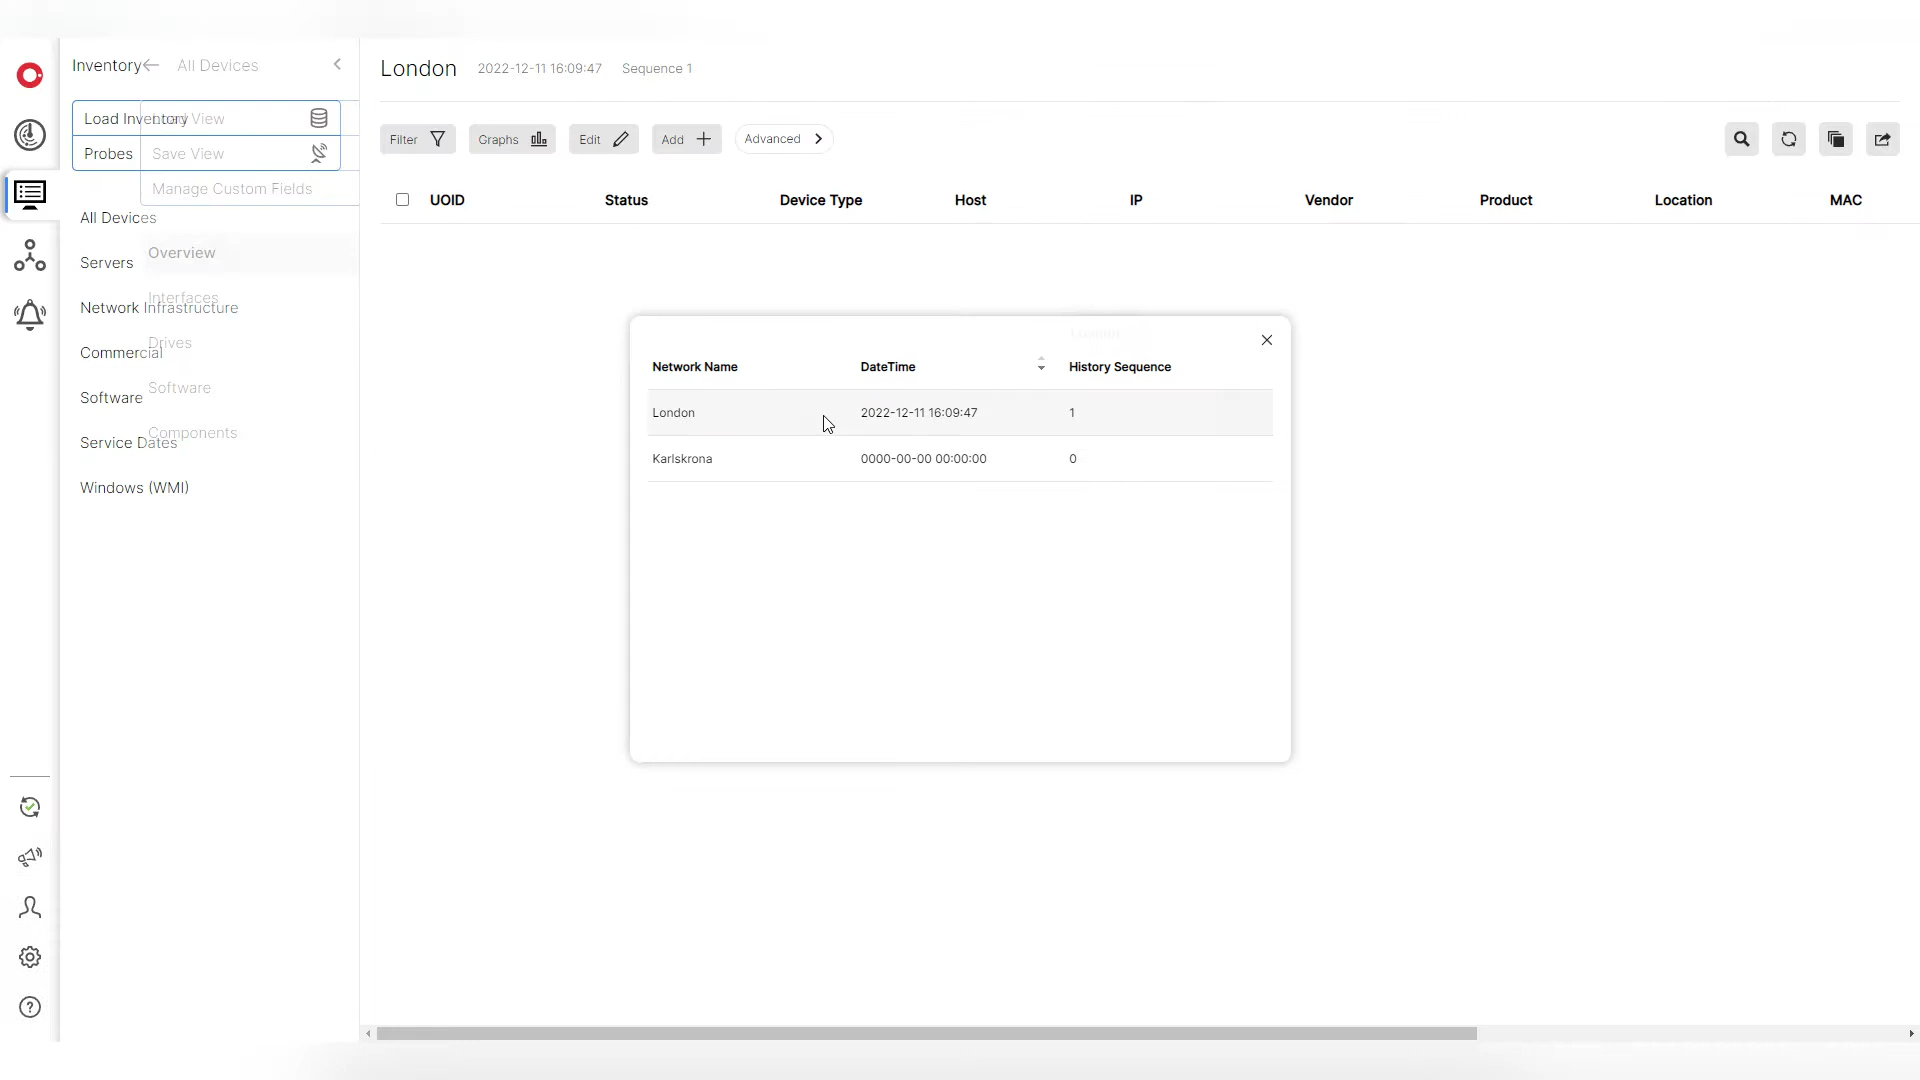 Inventory
All Devices
Load Inventory
Load View
Probes
Save View
Manage Custom Fields
All Devices
Overview
Servers
Interfaces
Network Infrastructure
Drives
Commercial
Software
Software
Components
Service Dates
Windows (WMI)
London 2022-12-11 16:09:47 Sequence 1
Filter Graphs Edit Add Advanced
UOID Status Device Type Host IP Vendor Product Location MAC
Network Name DateTime History Sequence
London 2022-12-11 16:09:47 1
Karlskrona 0000-00-00 00:00:00 0